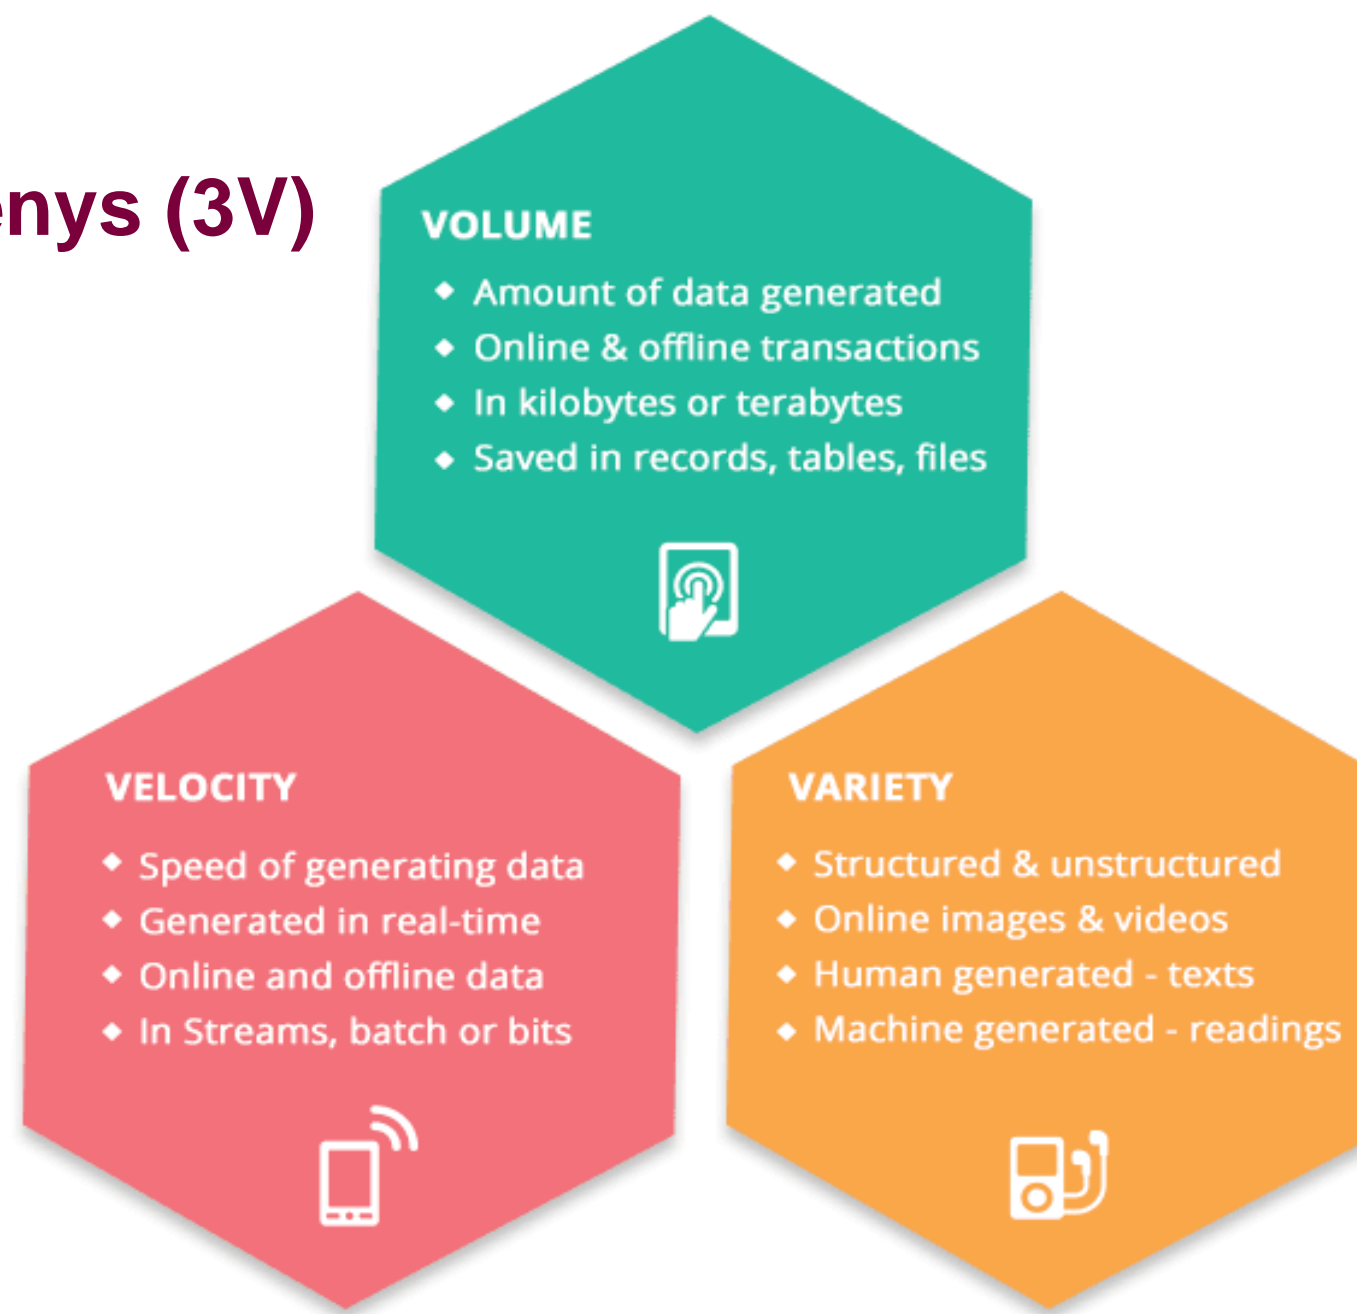 enys (3V)
VOLUME
Amount of data generated
Online & offline transactions
In kilobytes or terabytes
Saved in records, tables, files
VELOCITY
Speed of generating data
Generated in real-time
Online and offline data
In Streams, batch or bits
VARIETY
Structured & unstructured
Online images & videos
Human generated - texts
Machine generated - readings